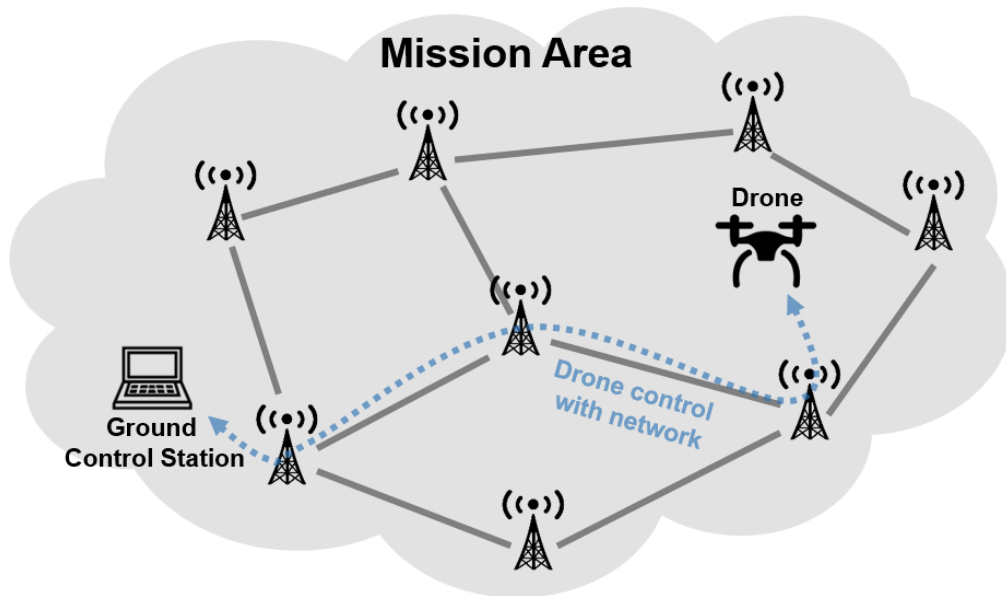 Mission Area
Drone
Drone control
with network
Ground
Control Station